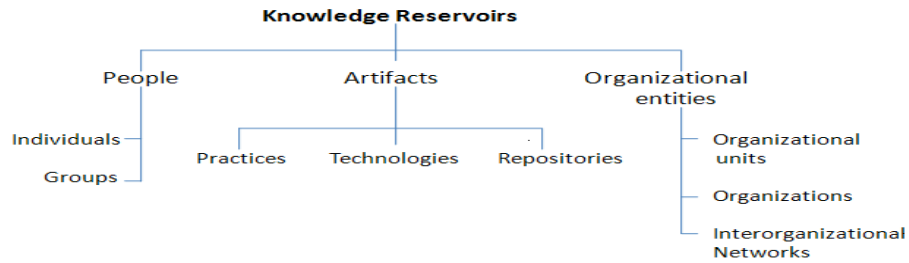 Knowledge Reservoirs
People
Artifacts
Organizational
entities
Individuals
Groups
Practices
Technologies
Repositories
Organizational
units
Organizations
Interorganizational
Networks